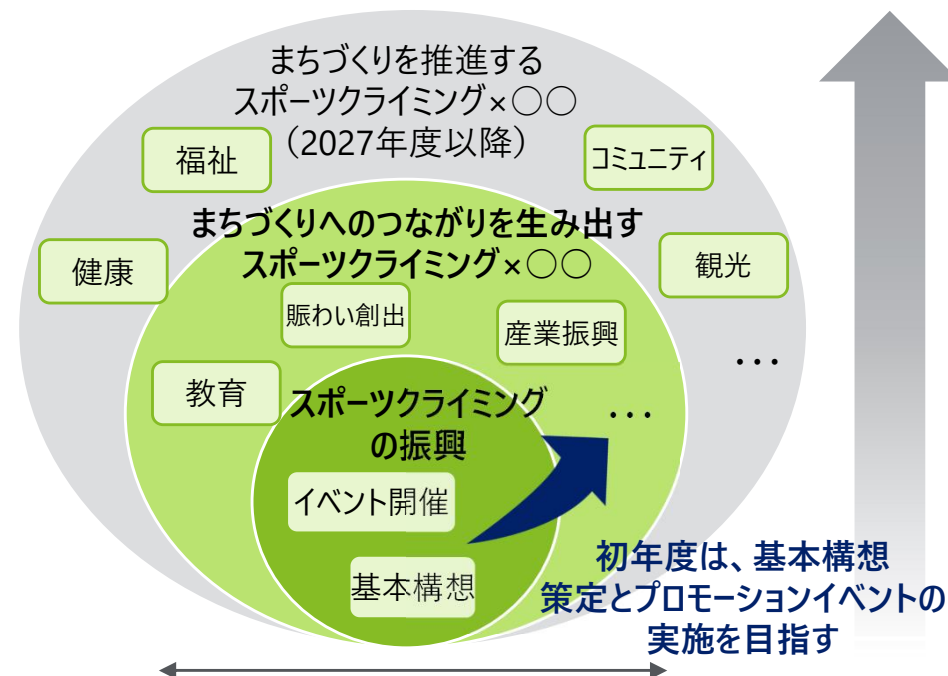 まちづくりを推進する
スポーツクライミング×○○
（2027年度以降）
福祉
コミュニティ
まちづくりへのつながりを生み出す
スポーツクライミング×○○
健康
観光
賑わい創出
産業振興
…
教育
…
スポーツクライミング
の振興
イベント開催
基本構想
初年度は、基本構想
策定とプロモーションイベントの
実施を目指す